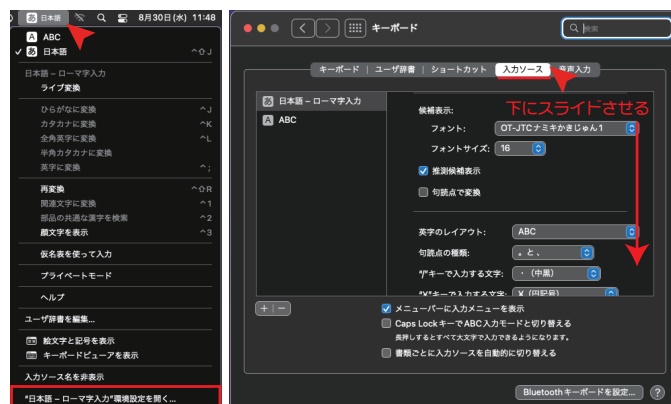 あ 日本語 8月30日(水) 11:48
A ABC
✓ あ 日本語 ^⇧J
日本語 – ローマ字入力
ライブ変換
ひらがなに変換 ^J
カタカナに変換 ^K
全角英字に変換 ^L
半角カタカナに変換
英字に変換 ^;
再変換 ^⇧R
関連文字に変換 ^1
部品の共通な漢字を検索 ^2
顔文字を表示 ^3
仮名表を使って入力
プライベートモード
ヘルプ
ユーザ辞書を編集...
絵文字と記号を表示
キーボードビューアを表示
入力ソース名を非表示
"日本語 – ローマ字入力"環境設定を開く...
キーボード
検索
キーボード ユーザ辞書 ショートカット 入力ソース 音声入力
下にスライドさせる
あ 日本語 – ローマ字入力
A ABC
候補表示:
フォント: OT-JTCナミキかきじゅん1
フォントサイズ: 16
推測候補表示
句読点で変換
英字のレイアウト: ABC
句読点の種類: 。と、
"/"キーで入力する文字: ・(中黒)
"¥"キーで入力する文字: ¥(円記号)
+ −
メニューバーに入力メニューを表示
Caps LockキーでABC入力モードと切り替える
長押しするとすべて大文字で入力できるようになります。
書類ごとに入力ソースを自動的に切り替える
Bluetoothキーボードを設定... ?